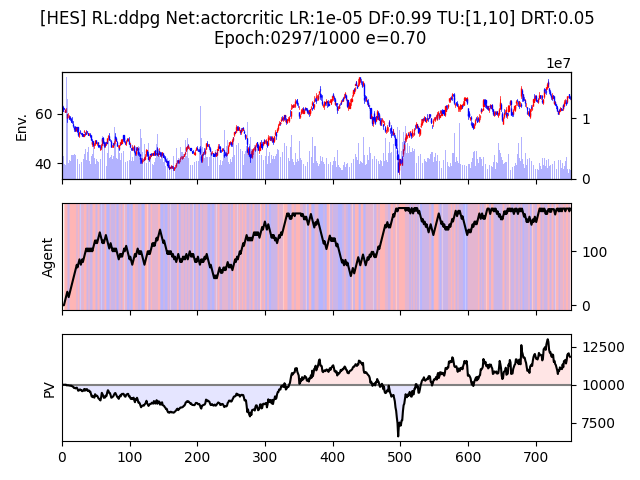 [HES] RL:ddpg Net:actorcritic LR:1e-05 DF:0.99 TU:[1,10] DRT:0.05
Epoch:0297/1000 e=0.70
1e7
Env.
60
40
1
0
Agent
100
0
PV
12500
10000
7500
0 100 200 300 400 500 600 700